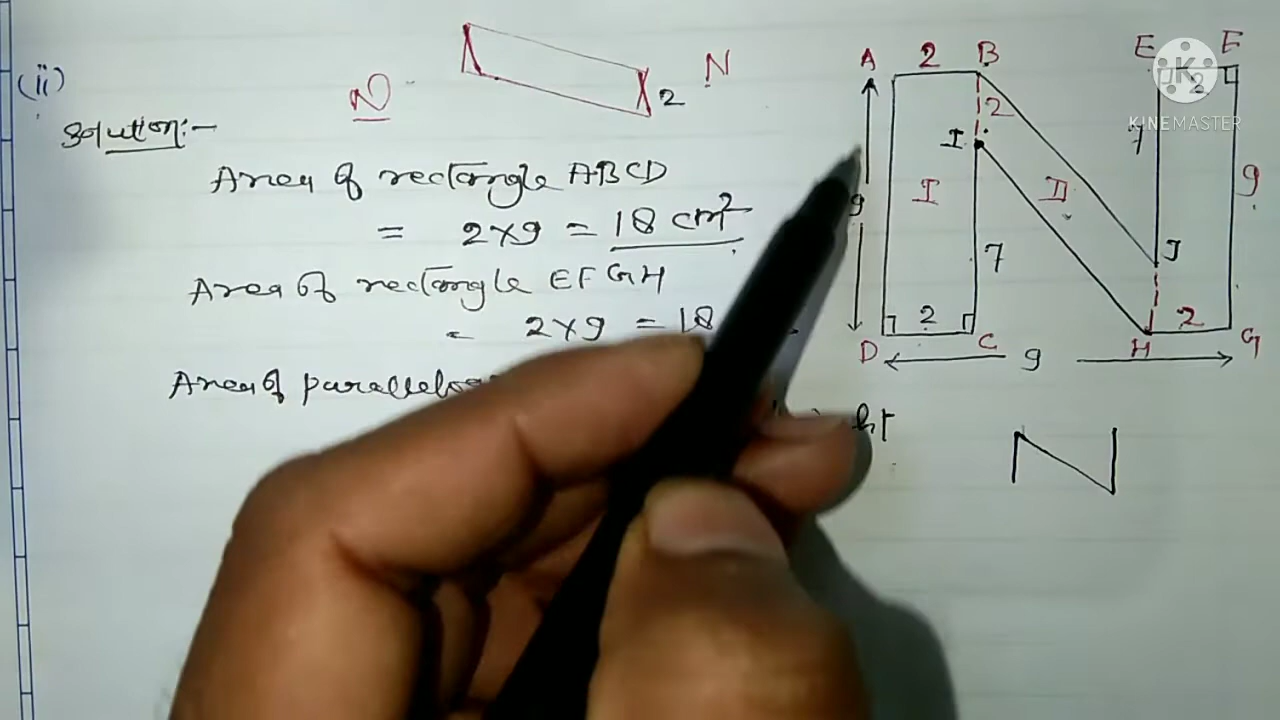 (ii)
N
2
N
Solution:-
Area of rectangle ABCD
= 2×9 = 18 cm²
Area of rectangle EFGH
= 2×9 = 18
Area of
ht
A 2 B
E F
2
K
KINEMASTER
2
I
7
9
I
II
9
7
J
2
2
D
C
H
G
9
N